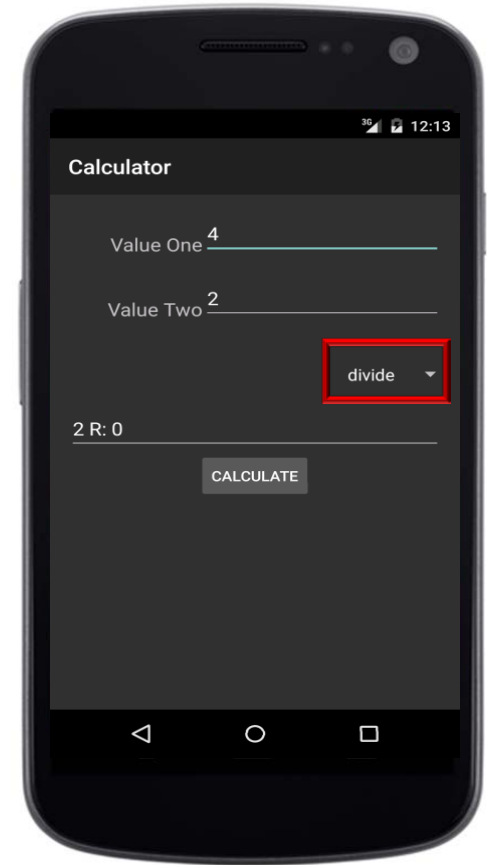 3G 12:13
Calculator
Value One 4
Value Two 2
divide
2 R: 0
CALCULATE